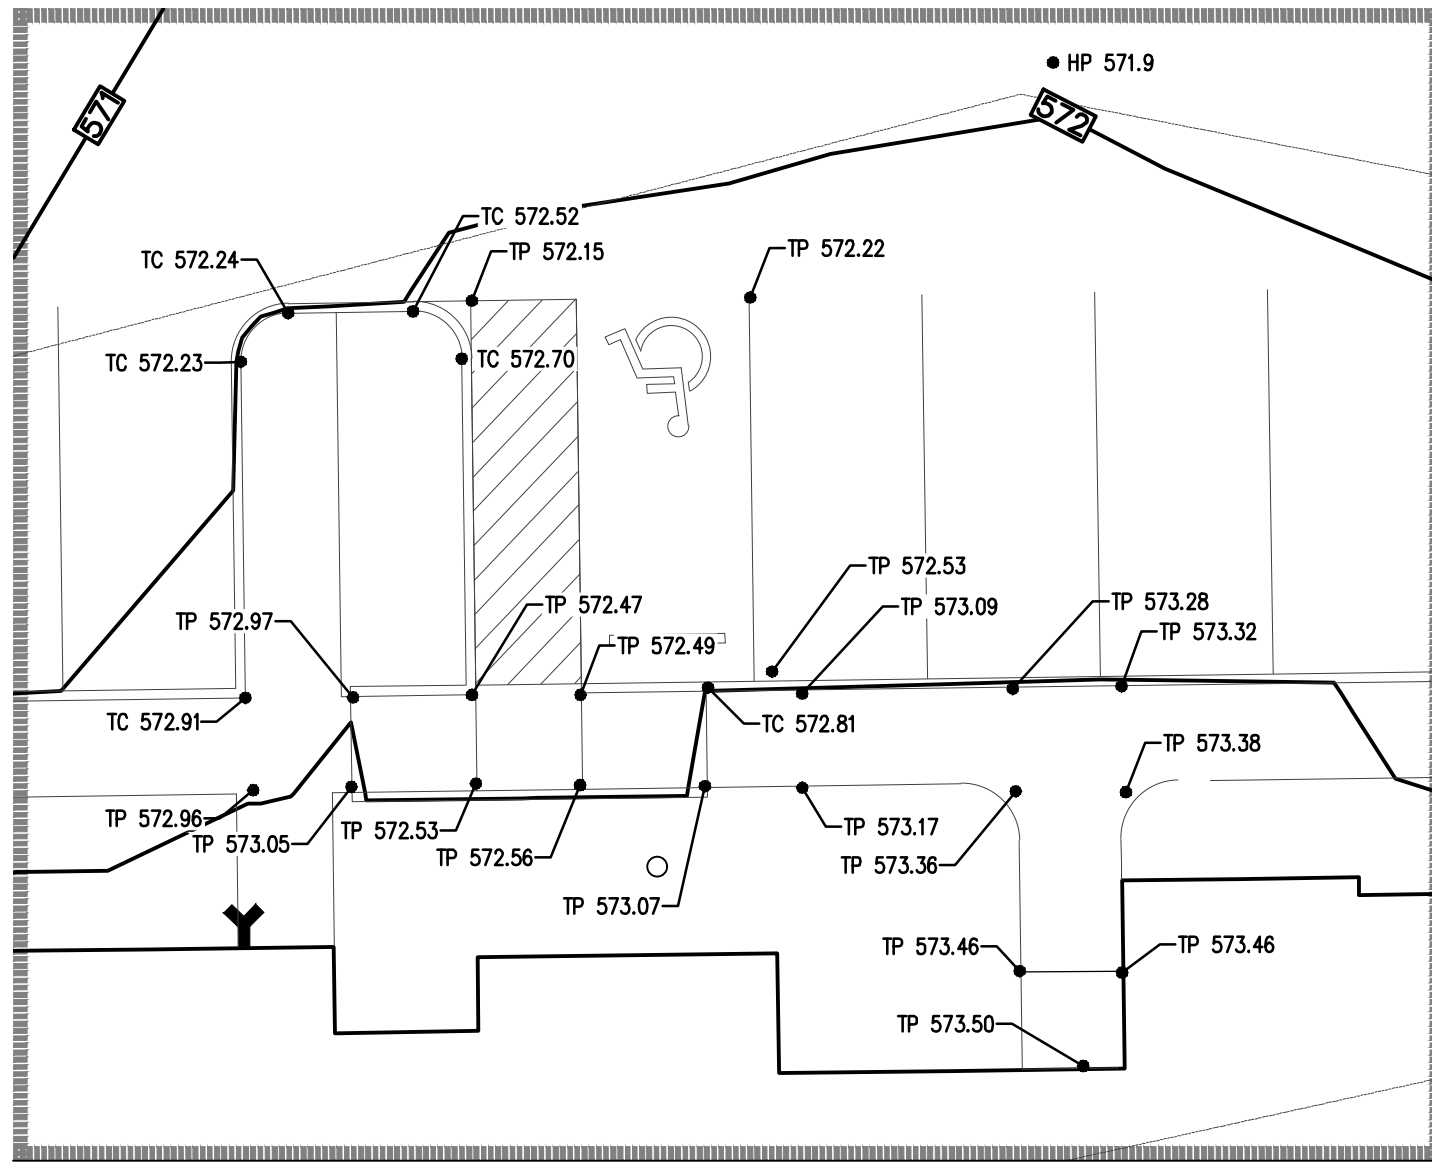 HP 571.9
571
572
TC 572.52
TP 572.15
TP 572.22
TC 572.24
TC 572.23
TC 572.70
TP 572.53
TP 572.47
TP 573.09
TP 573.28
TP 572.97
TP 573.32
TP 572.49
TC 572.91
TC 572.81
TP 573.38
TP 572.96
TP 573.05
TP 572.53
TP 573.17
TP 572.56
TP 573.36
TP 573.07
TP 573.46
TP 573.46
TP 573.50